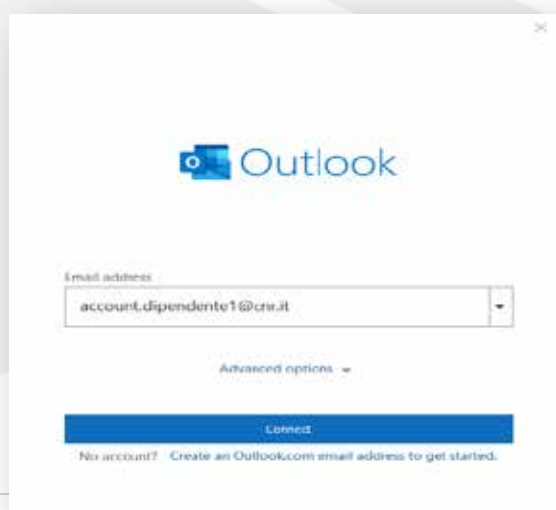 Outlook
Email address
account.dipendente1@cnr.it
Advanced options
Connect
No account? Create an Outlook.com email address to get started.